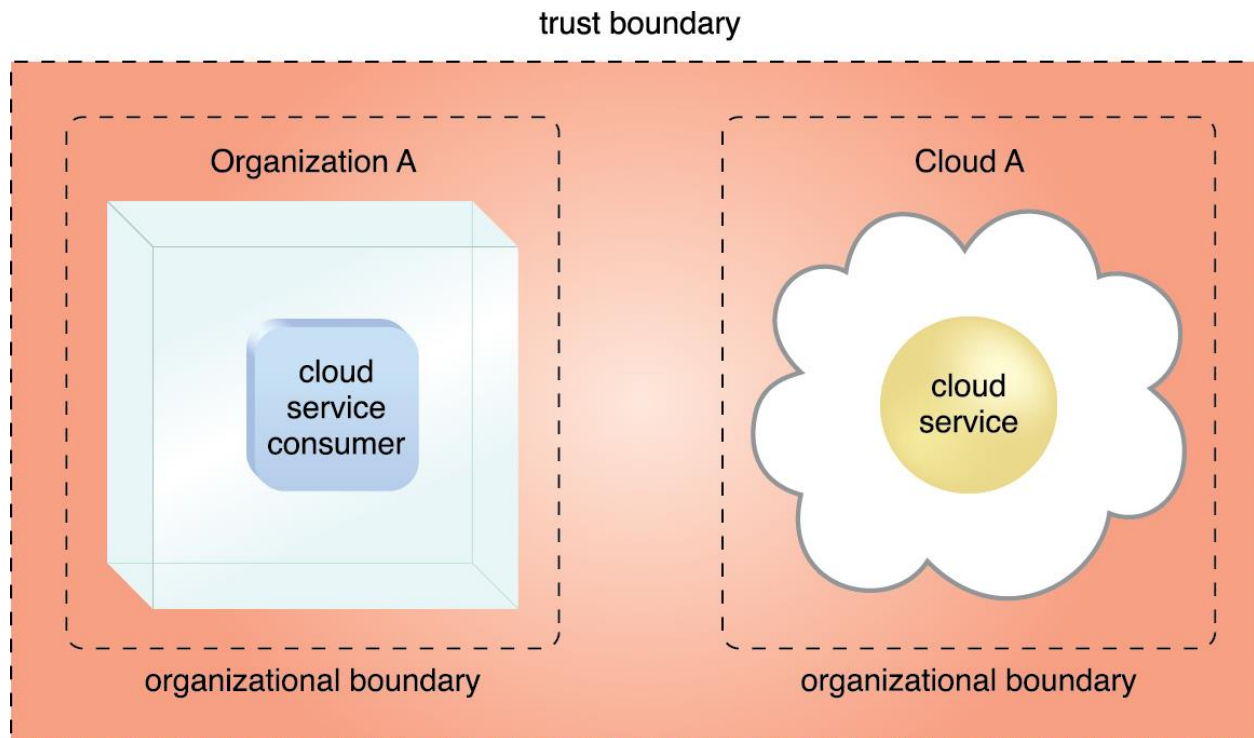 trust boundary
Organization A
Cloud A
cloud
service
consumer
cloud
service
organizational boundary
organizational boundary